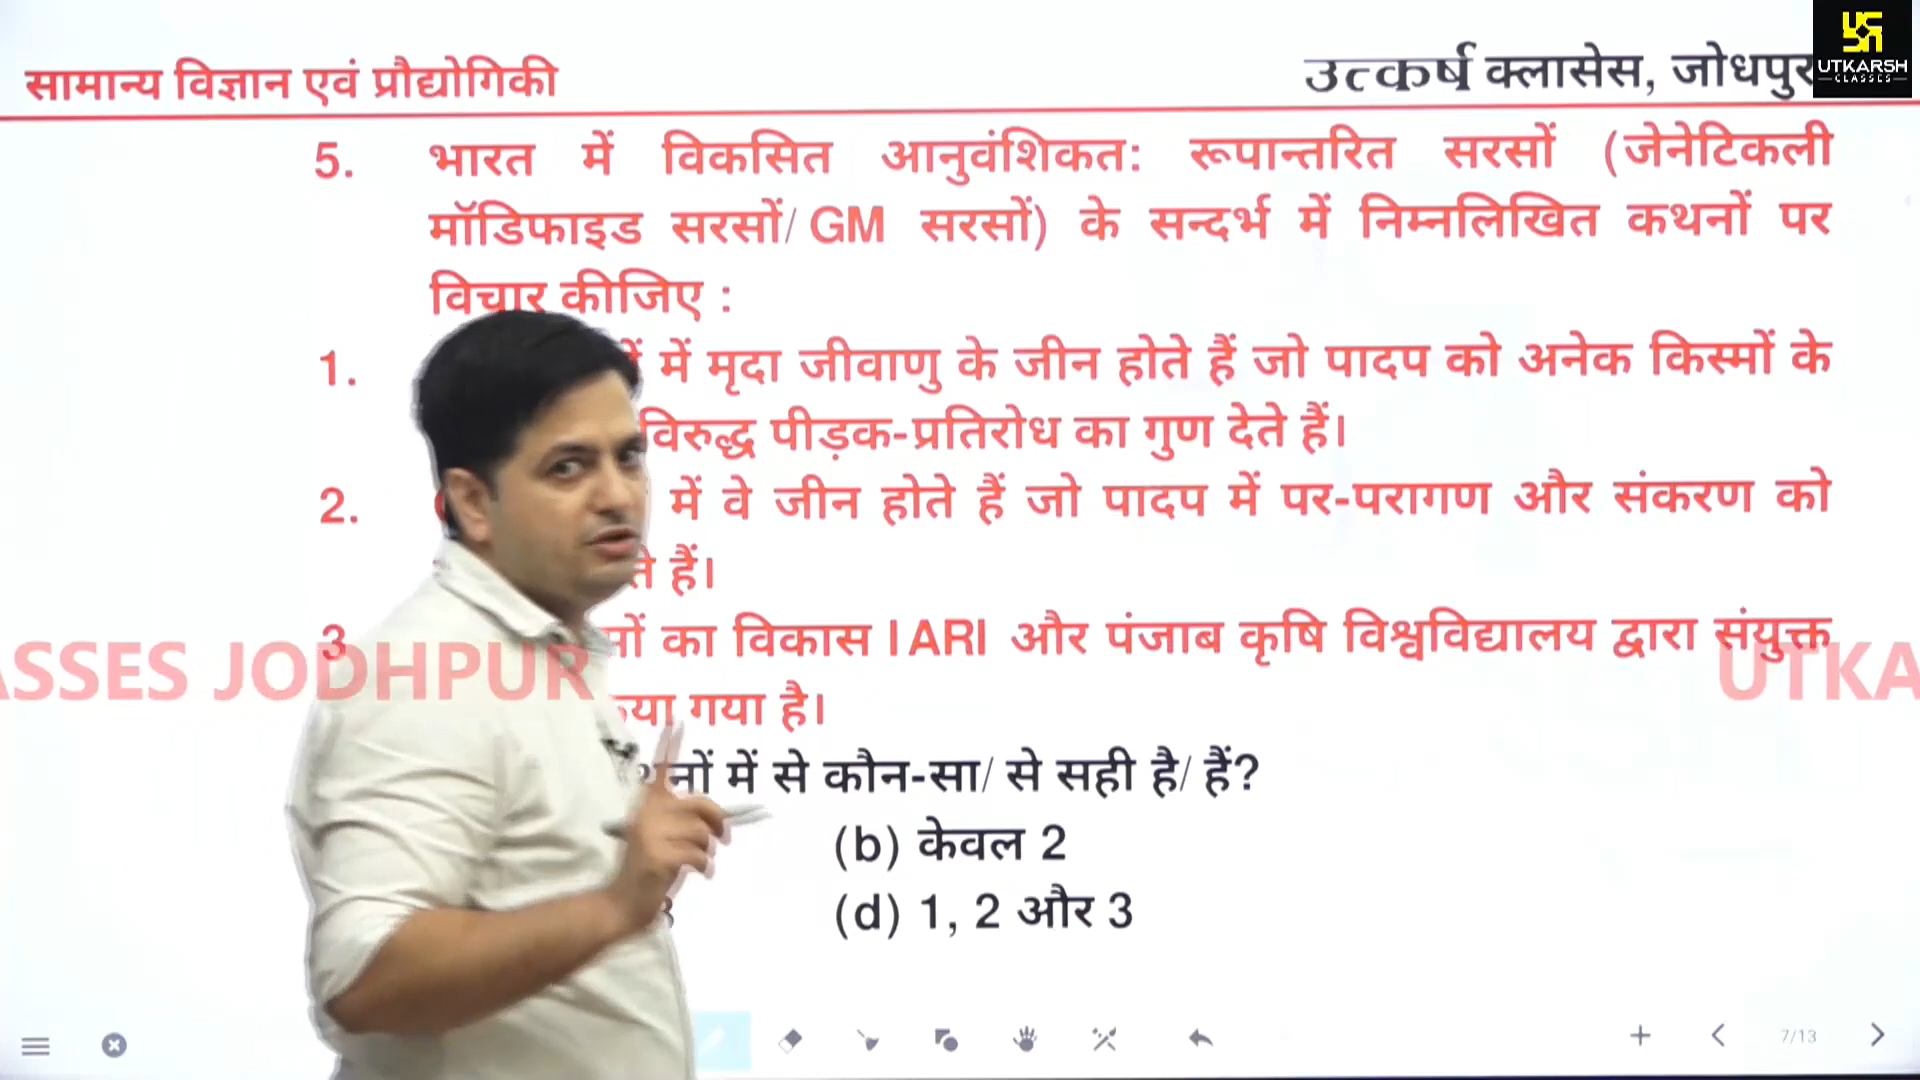 सामान्य विज्ञान एवं प्रौद्योगिकी
उत्कर्ष क्लासेस, जोधपुर
UTKARSH
CLASSES
5. भारत में विकसित आनुवंशिकत: रूपान्तरित सरसों (जेनेटिकली
मॉडिफाइड सरसों/ GM सरसों) के सन्दर्भ में निम्नलिखित कथनों पर
विचार कीजिए :
1. में मृदा जीवाणु के जीन होते हैं जो पादप को अनेक किस्मों के
विरुद्ध पीड़क-प्रतिरोध का गुण देते हैं।
2. में वे जीन होते हैं जो पादप में पर-परागण और संकरण को
हैं।
3 का विकास IARI और पंजाब कृषि विश्वविद्यालय द्वारा संयुक्त
गया है।
ASSES JODHPUR UTKA
में से कौन-सा/ से सही है/ हैं?
(b) केवल 2
(d) 1, 2 और 3
7/13